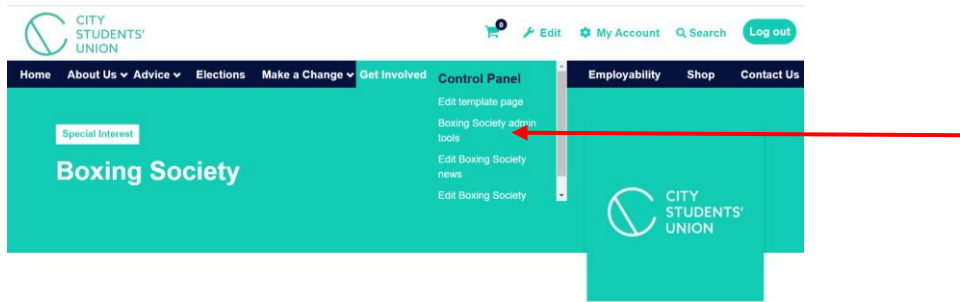 CITY
STUDENTS'
UNION
0
Edit
My Account
Search
Log out
Home
About Us
Advice
Elections
Make a Change
Get Involved
Employability
Shop
Contact Us
Control Panel
Edit template page
Boxing Society admin
tools
Edit Boxing Society
news
Edit Boxing Society
Special Interest
Boxing Society
CITY
STUDENTS'
UNION